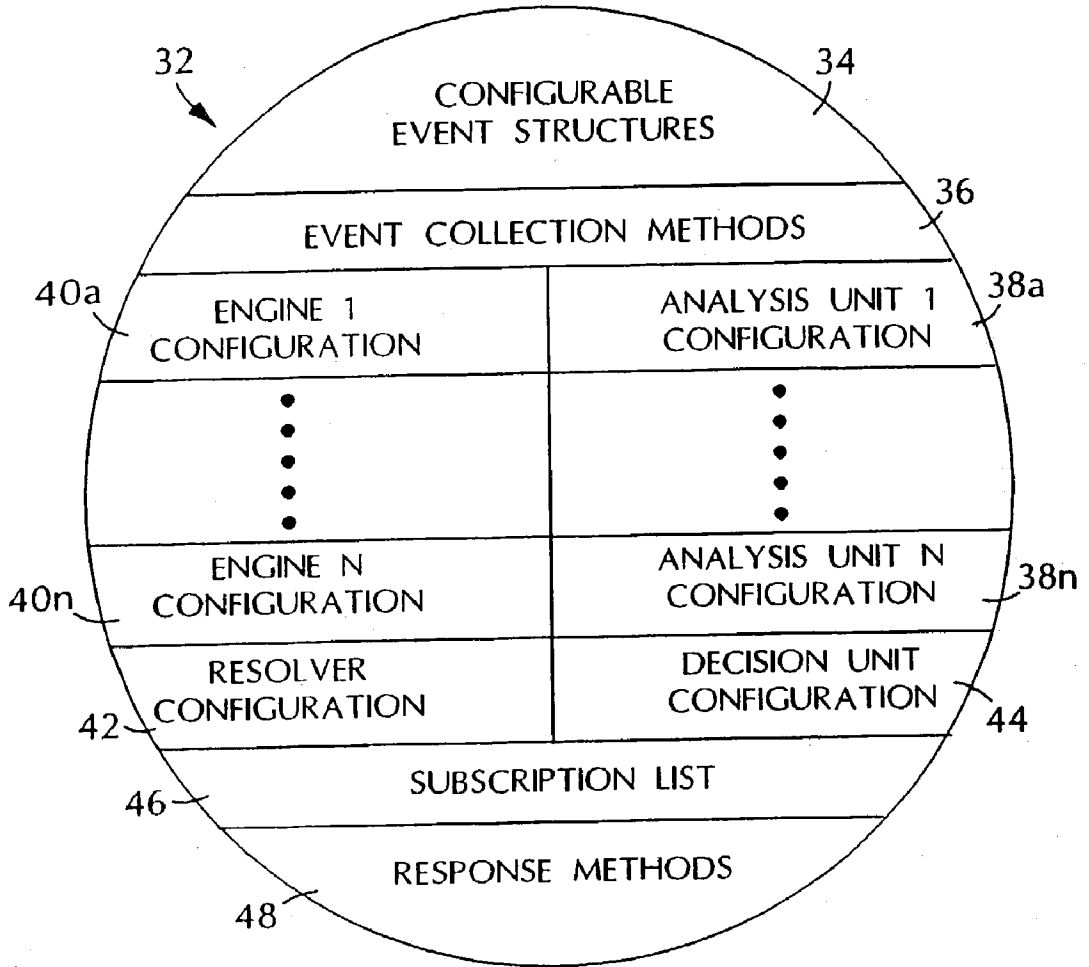 32
CONFIGURABLE
EVENT STRUCTURES
34
EVENT COLLECTION METHODS
36
40a
ENGINE 1
CONFIGURATION
ANALYSIS UNIT 1
CONFIGURATION
38a
40n
ENGINE N
CONFIGURATION
ANALYSIS UNIT N
CONFIGURATION
38n
42
RESOLVER
CONFIGURATION
DECISION UNIT
CONFIGURATION
44
46
SUBSCRIPTION LIST
RESPONSE METHODS
48